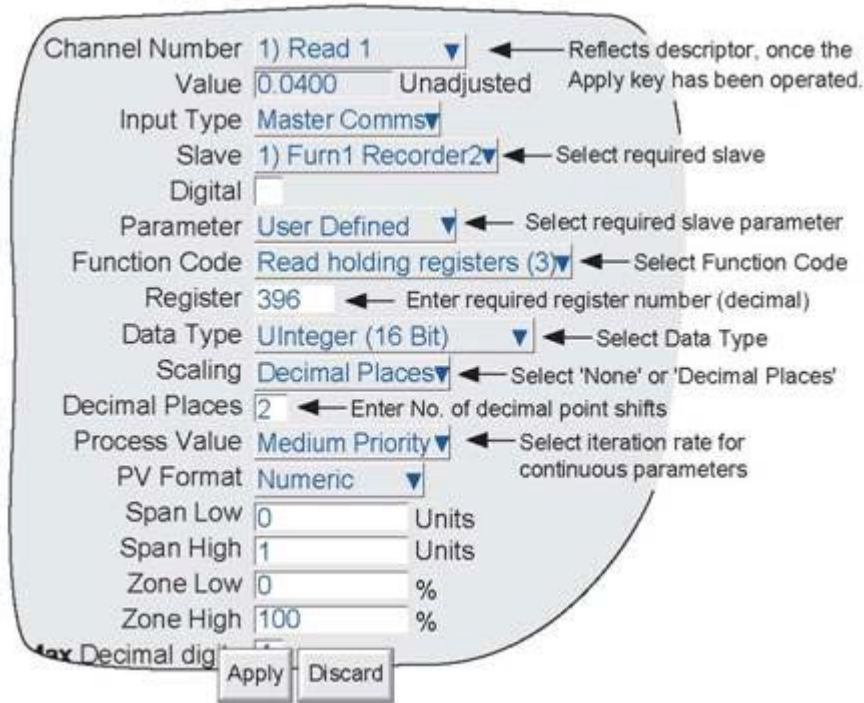 Channel Number 1) Read 1 Reflects descriptor, once the
Value 0.0400 Unadjusted Apply key has been operated.
Input Type Master Comms
Slave 1) Furn1 Recorder2 Select required slave
Digital
Parameter User Defined Select required slave parameter
Function Code Read holding registers (3) Select Function Code
Register 396 Enter required register number (decimal)
Data Type UInteger (16 Bit) Select Data Type
Scaling Decimal Places Select 'None' or 'Decimal Places'
Decimal Places 2 Enter No. of decimal point shifts
Process Value Medium Priority Select iteration rate for
continuous parameters
PV Format Numeric
Span Low 0 Units
Span High 1 Units
Zone Low 0 %
Zone High 100 %
Max Decimal digit
Apply Discard